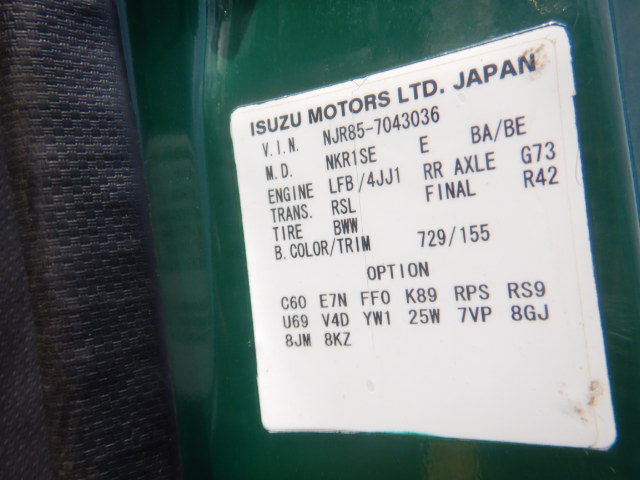 ISUZU MOTORS LTD. JAPAN
V.I.N. NJR85-7043036
M.D. NKR1SE E BA/BE
ENGINE LFB/4JJ1 RR AXLE G73
TRANS. RSL FINAL R42
TIRE BWW
B.COLOR/TRIM 729/155
OPTION
C60 E7N FF0 K89 RPS RS9
U69 V4D YW1 25W 7VP 8GJ
8JM 8KZ